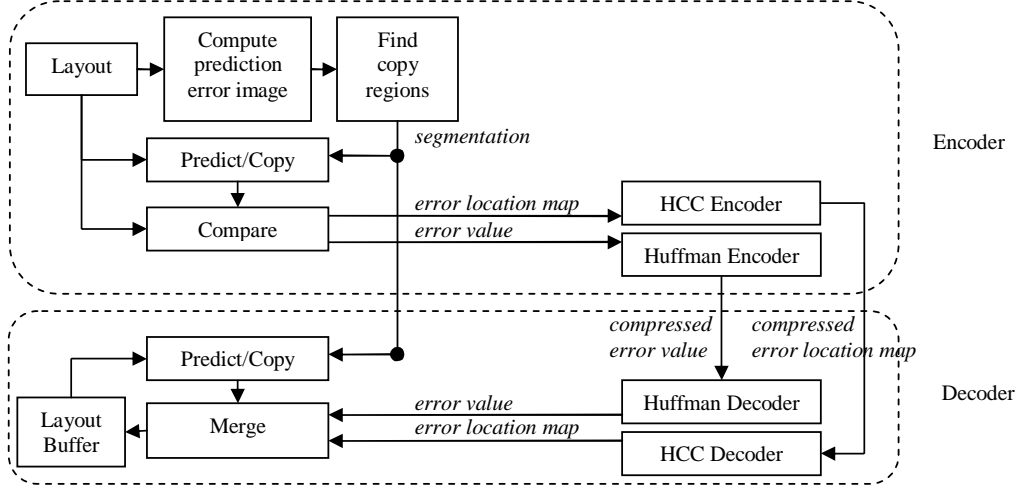 Layout
Compute
prediction
error image
Find
copy
regions
segmentation
Encoder
Predict/Copy
error location map
HCC Encoder
Compare
error value
Huffman Encoder
compressed
error value
compressed
error location map
Predict/Copy
Decoder
Layout
Buffer
Merge
error value
error location map
Huffman Decoder
HCC Decoder